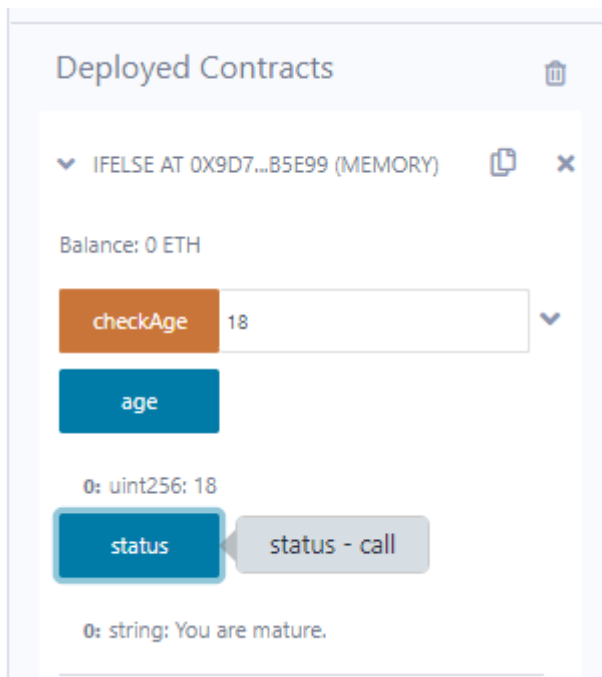 Deployed Contracts
IFELSE AT 0X9D7...B5E99 (MEMORY)
Balance: 0 ETH
checkAge 18
age
0: uint256: 18
status status - call
0: string: You are mature.